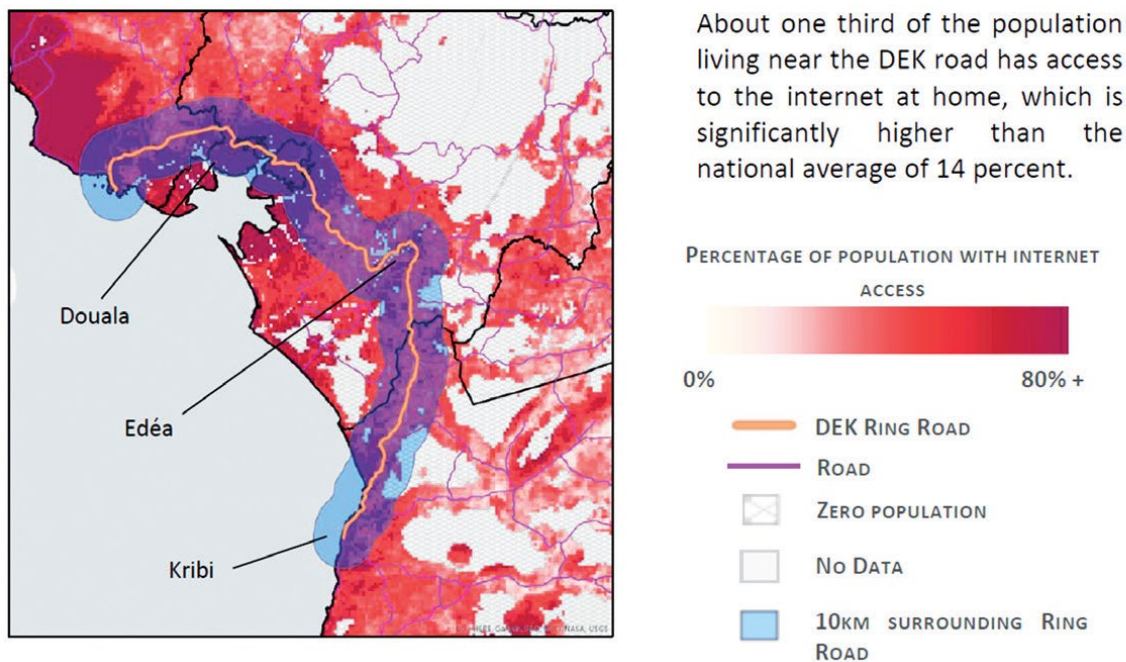 About one third of the population
living near the DEK road has access
to the internet at home, which is
significantly higher than the
national average of 14 percent.
Douala
Edéa
Kribi
PERCENTAGE OF POPULATION WITH INTERNET
ACCESS
0% 80% +
DEK RING ROAD
ROAD
ZERO POPULATION
NO DATA
10KM SURROUNDING RING
ROAD
NASA, USGS